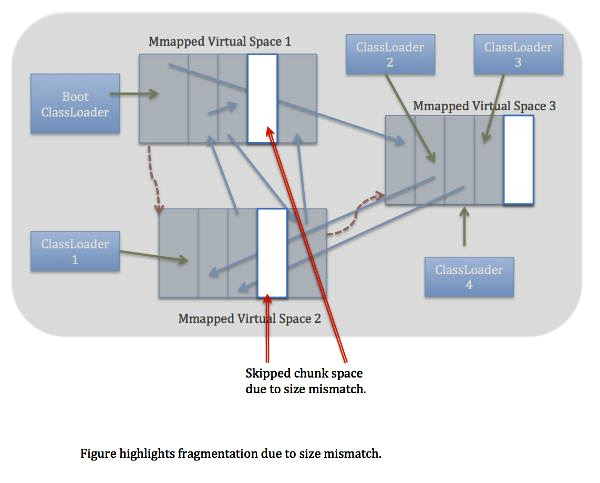 Mmapped Virtual Space 1
ClassLoader
2
ClassLoader
3
Boot
ClassLoader
Mmapped Virtual Space 3
ClassLoader
1
ClassLoader
4
Mmapped Virtual Space 2
Skipped chunk space
due to size mismatch.
Figure highlights fragmentation due to size mismatch.